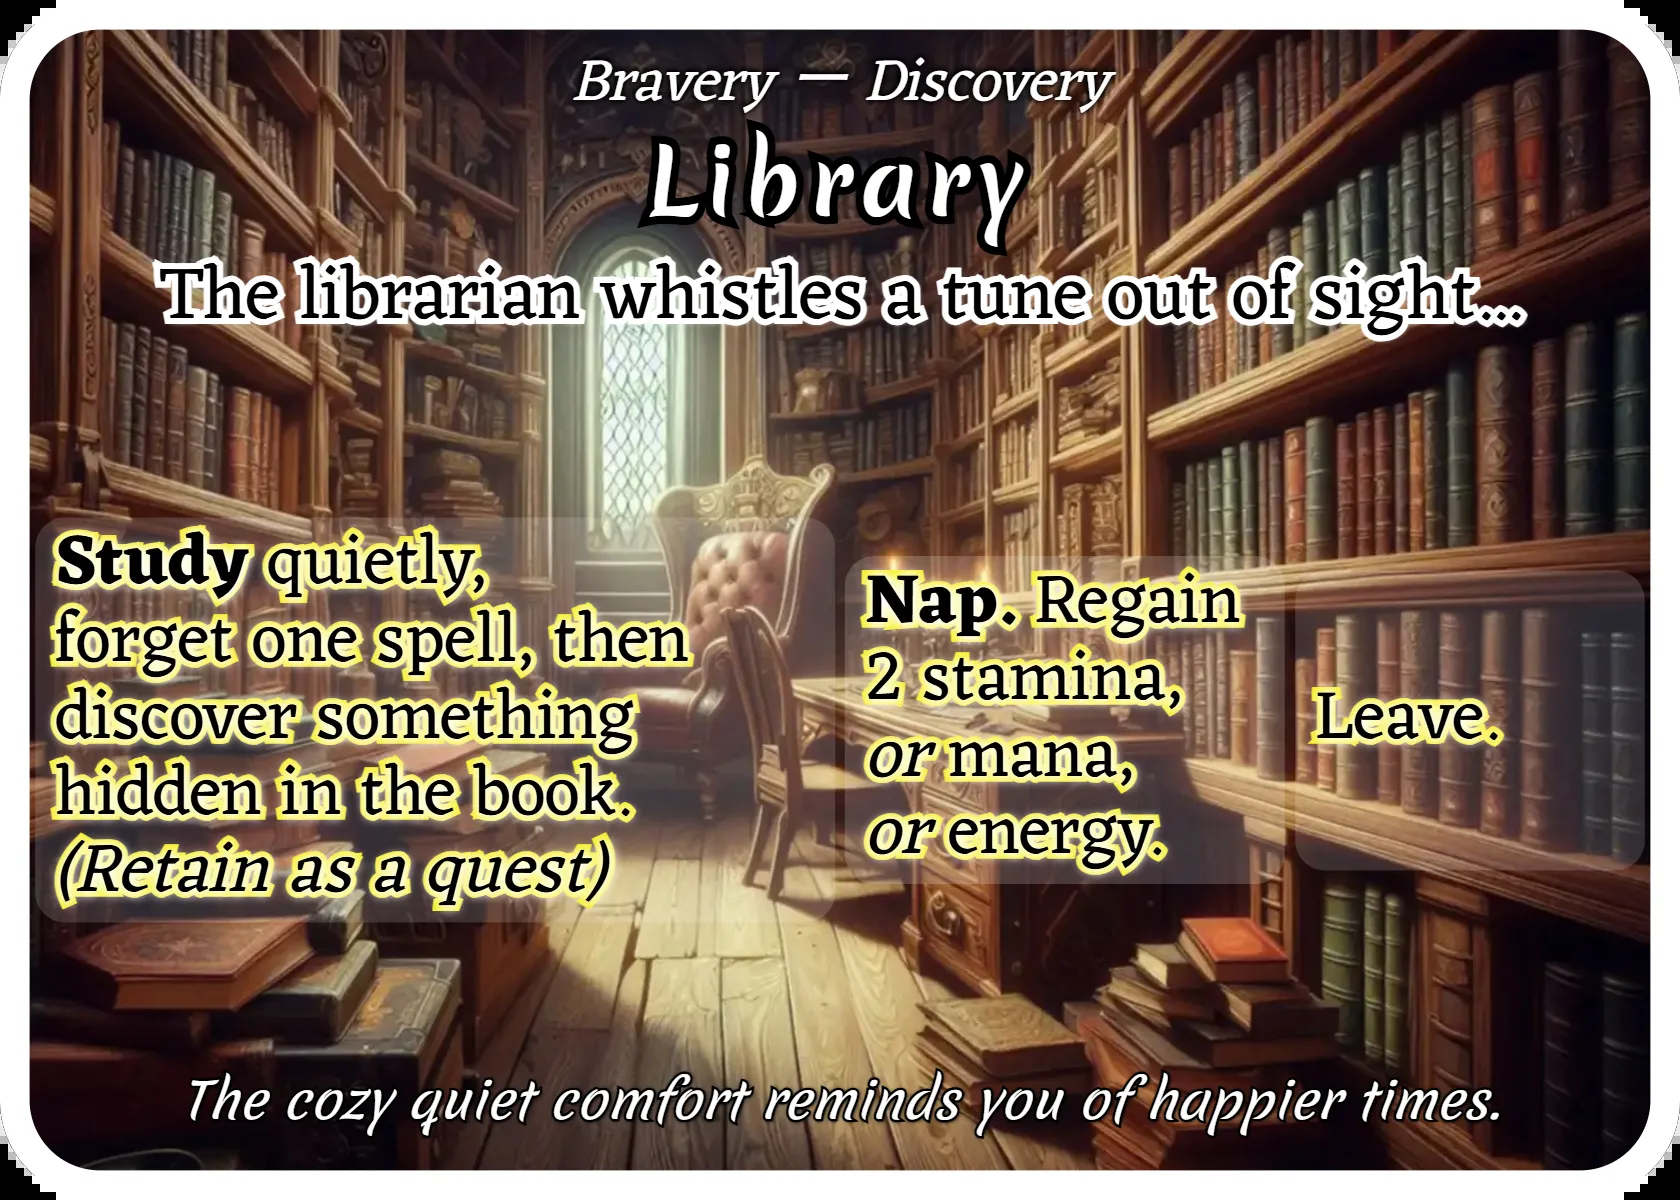 Bravery — Discovery
Library
The librarian whistles a tune out of sight...
Study quietly,
forget one spell, then
discover something
hidden in the book.
(Retain as a quest)
Nap. Regain
2 stamina,
or mana,
or energy.
Leave.
The cozy quiet comfort reminds you of happier times.